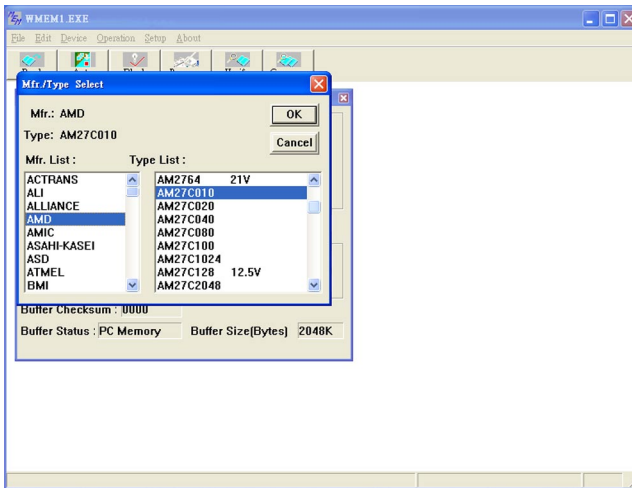 WMEM1.EXE
File Edit Device Operation Setup About
Mfr./Type Select
Mfr.: AMD
OK
Type: AM27C010
Cancel
Mfr. List :
Type List :
ACTRANS
ALI
ALLIANCE
AMD
AMIC
ASAHI-KASEI
ASD
ATMEL
BMI
AM2764 21V
AM27C010
AM27C020
AM27C040
AM27C080
AM27C100
AM27C1024
AM27C128 12.5V
AM27C2048
Buffer Checksum : 0000
Buffer Status : PC Memory Buffer Size(Bytes) 2048K